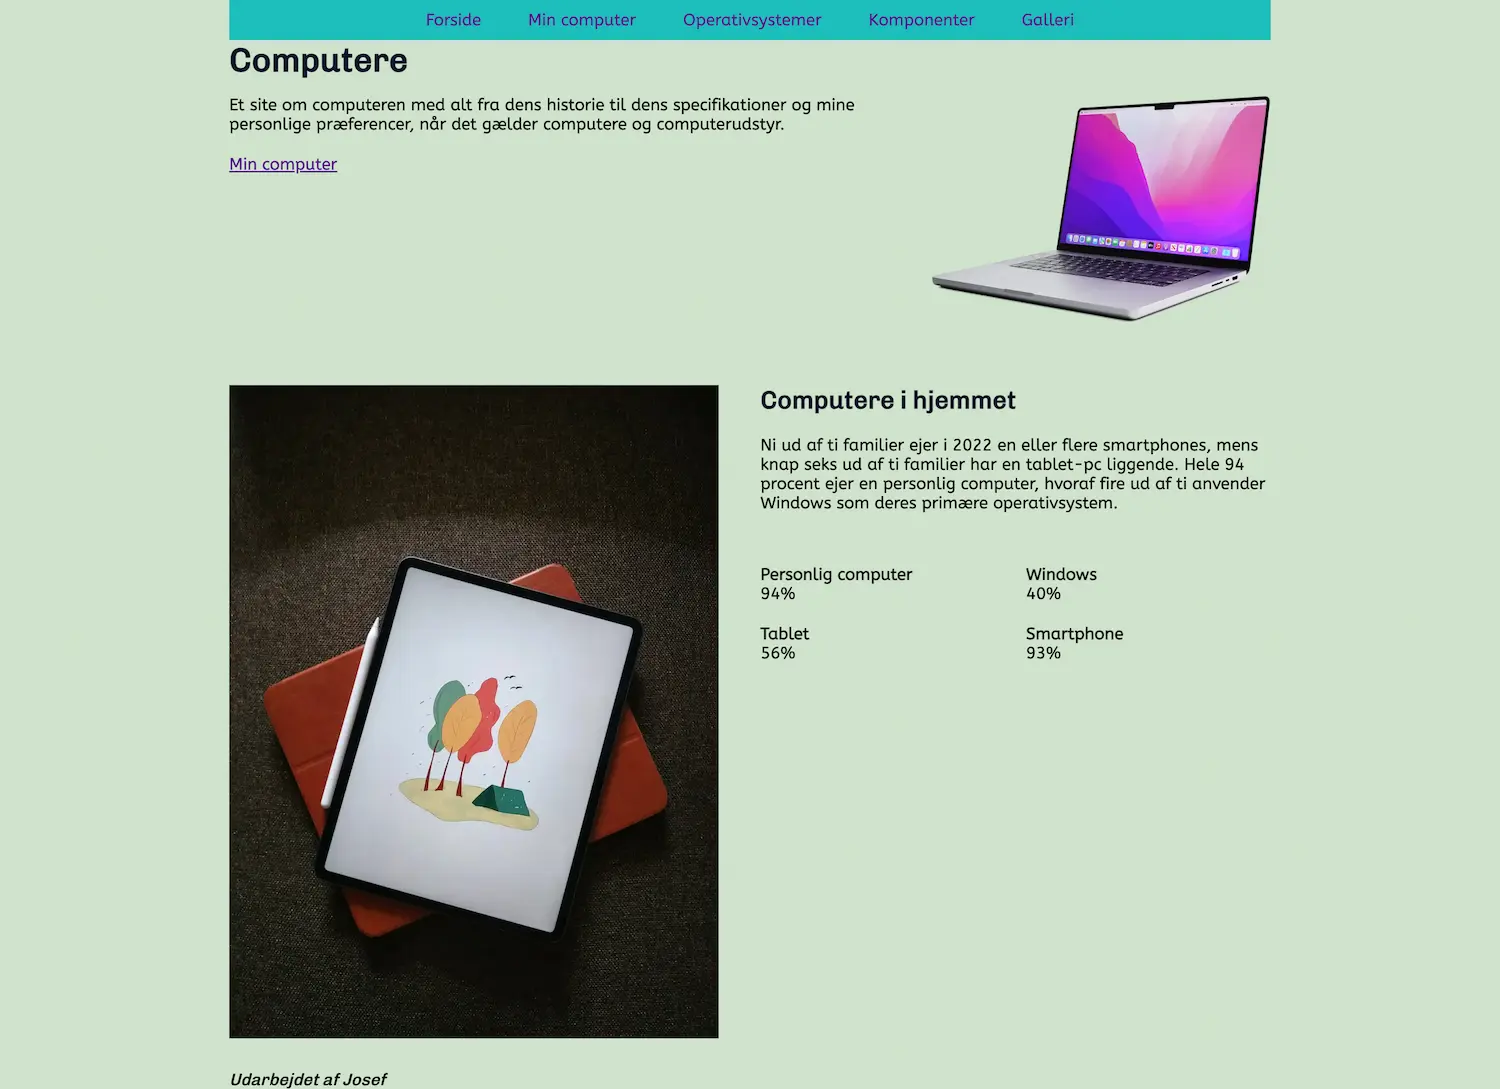 Forside Min computer Operativsystemer Komponenter Galleri
Computere
Et site om computeren med alt fra dens historie til dens specifikationer og mine
personlige præferencer, når det gælder computere og computerudstyr.
Min computer
Computere i hjemmet
Ni ud af ti familier ejer i 2022 en eller flere smartphones, mens
knap seks ud af ti familier har en tablet-pc liggende. Hele 94
procent ejer en personlig computer, hvoraf fire ud af ti anvender
Windows som deres primære operativsystem.
Personlig computer
94%
Windows
40%
Tablet
56%
Smartphone
93%
Udarbejdet af Josef